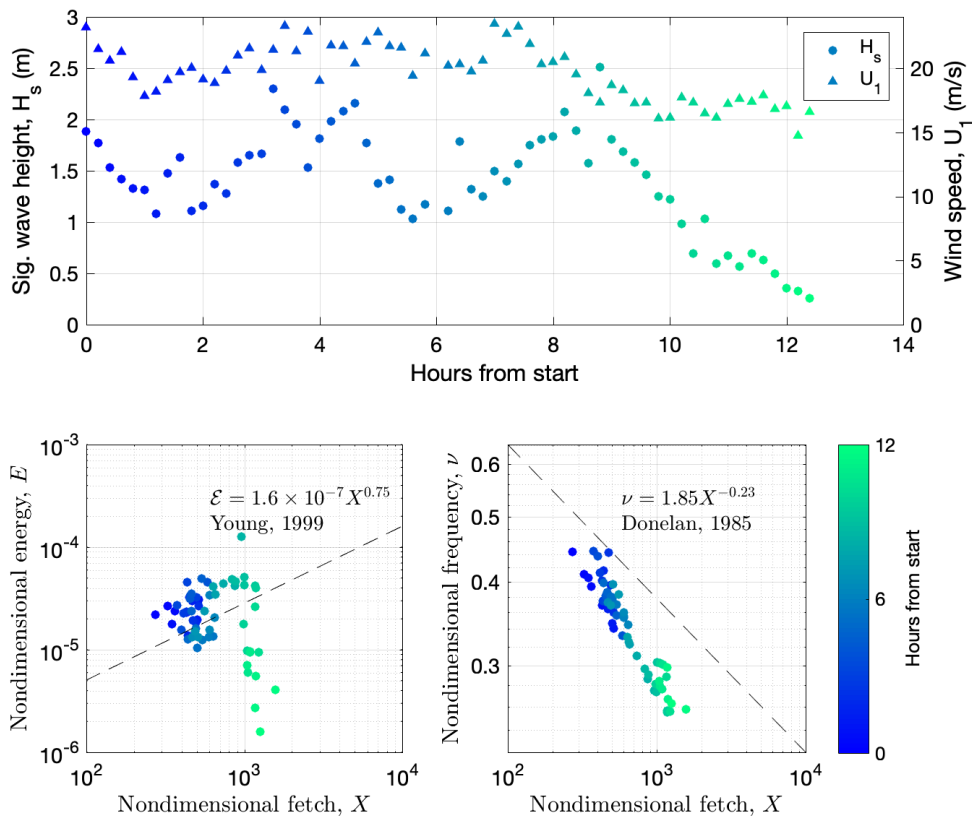 3
2.5
2
1.5
1
0.5
0
Sig. wave height, H_s (m)
20
15
10
5
0
Wind speed, U_1 (m/s)
H_s
U_1
0 2 4 6 8 10 12 14
Hours from start
10^-3
10^-4
10^-5
10^-6
Nondimensional energy, E
ℰ = 1.6 × 10^-7 X^0.75
Young, 1999
10^2 10^3 10^4
Nondimensional fetch, X
0.6
0.5
0.4
0.3
Nondimensional frequency, ν
ν = 1.85X^-0.23
Donelan, 1985
10^2 10^3 10^4
Nondimensional fetch, X
12
6
0
Hours from start